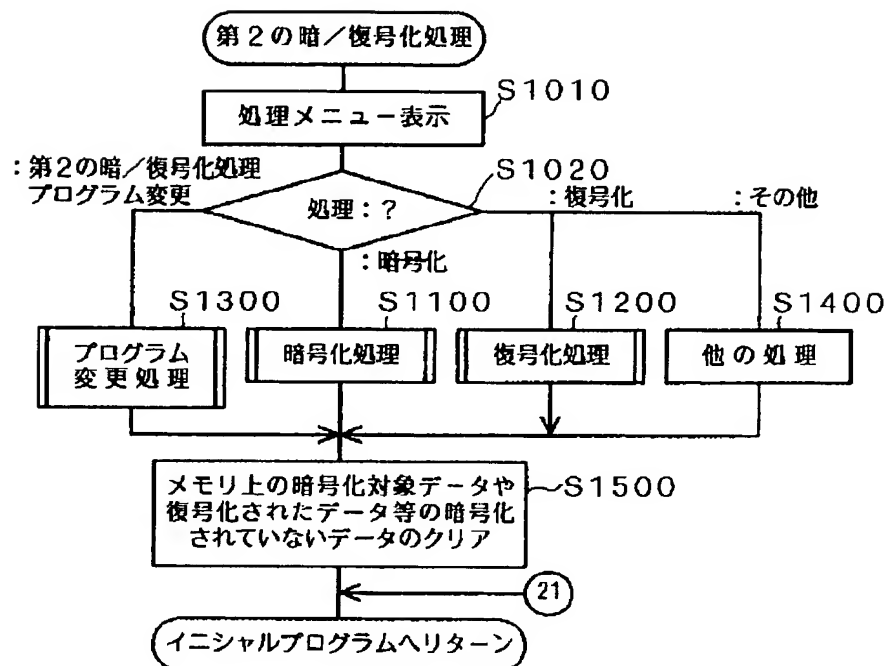 第2の暗／復号化処理
S1010
処理メニュー表示
：第2の暗／復号化処理
プログラム変更
S1020
：復号化
：その他
処理：？
：暗号化
S1300
S1100
S1200
S1400
プログラム
変更処理
暗号化処理
復号化処理
他の処理
メモリ上の暗号化対象データや
復号化されたデータ等の暗号化
されていないデータのクリア
S1500
21
イニシャルプログラムへリターン